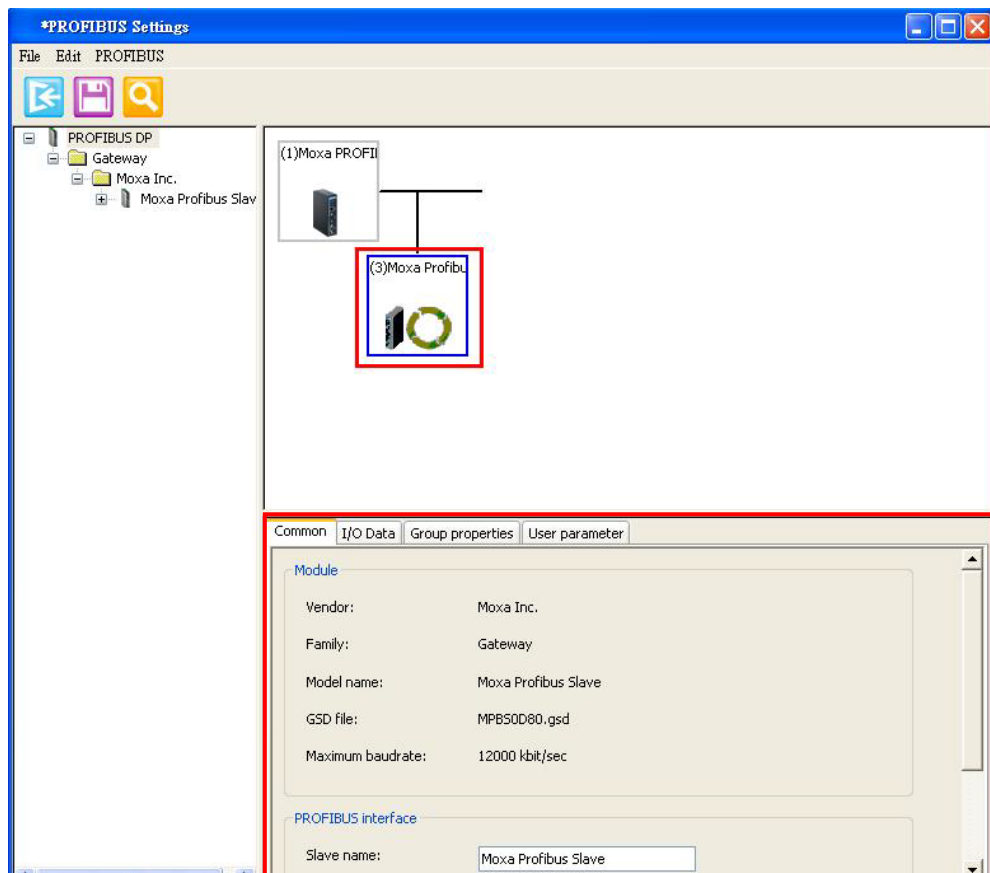 *PROFIBUS Settings
File Edit PROFIBUS
PROFIBUS DP
Gateway
Moxa Inc.
Moxa Profibus Slav
(1)Moxa PROFI
(3)Moxa Profibu
Common I/O Data Group properties User parameter
Module
Vendor: Moxa Inc.
Family: Gateway
Model name: Moxa Profibus Slave
GSD file: MPBS0D80.gsd
Maximum baudrate: 12000 kbit/sec
PROFIBUS interface
Slave name: Moxa Profibus Slave